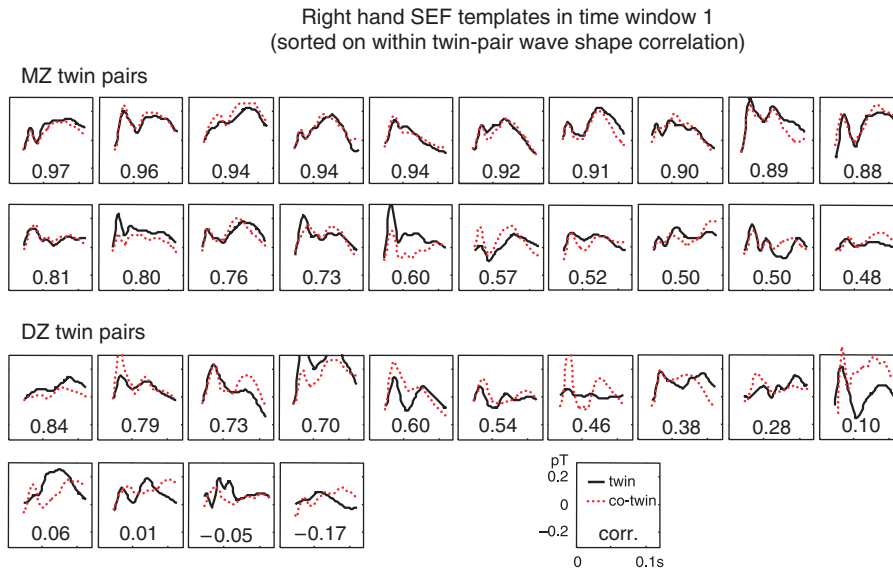 Right hand SEF templates in time window 1
(sorted on within twin-pair wave shape correlation)
MZ twin pairs
0.97 0.96 0.94 0.94 0.94 0.92 0.91 0.90 0.89 0.88
0.81 0.80 0.76 0.73 0.60 0.57 0.52 0.50 0.50 0.48
DZ twin pairs
0.84 0.79 0.73 0.70 0.60 0.54 0.46 0.38 0.28 0.10
0.06 0.01 −0.05 −0.17
pT
0.2
0
−0.2
twin
co-twin
corr.
0 0.1s